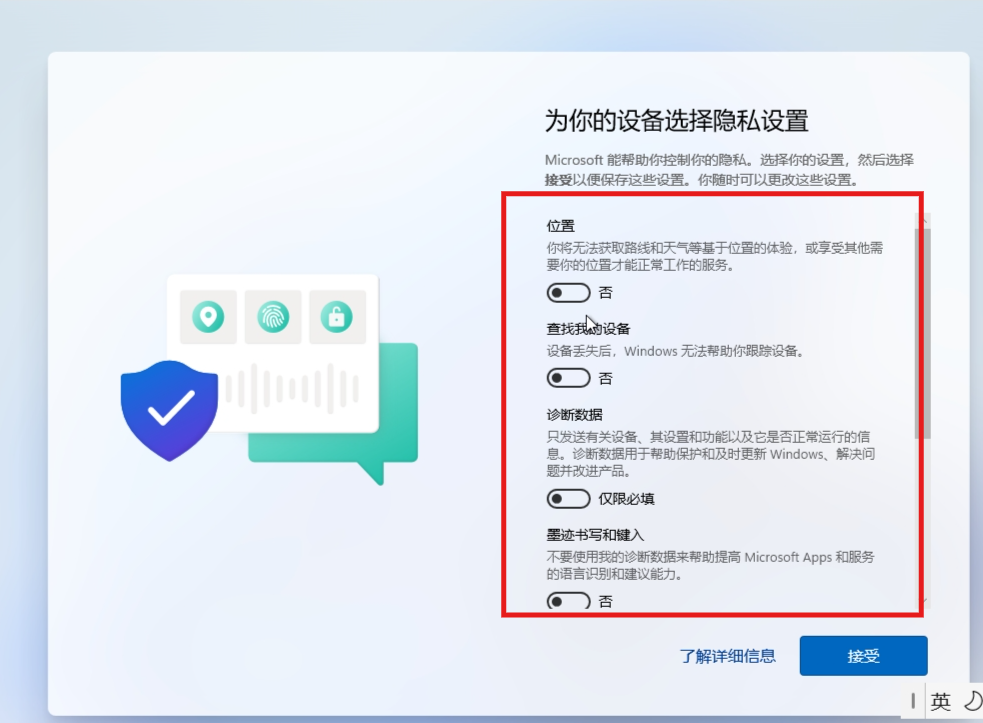 为你的设备选择隐私设置
Microsoft 能帮助你控制你的隐私。选择你的设置，然后选择
接受以便保存这些设置。你随时可以更改这些设置。
位置
你将无法获取路线和天气等基于位置的体验，或享受其他需
要你的位置才能正常工作的服务。
否
查找我的设备
设备丢失后，Windows 无法帮助你跟踪设备。
否
诊断数据
只发送有关设备、其设置和功能以及它是否正常运行的信
息。诊断数据用于帮助保护和及时更新 Windows、解决问
题并改进产品。
仅限必填
墨迹书写和键入
不要使用我的诊断数据来帮助提高 Microsoft Apps 和服务
的语言识别和建议能力。
否
了解详细信息
接受
英